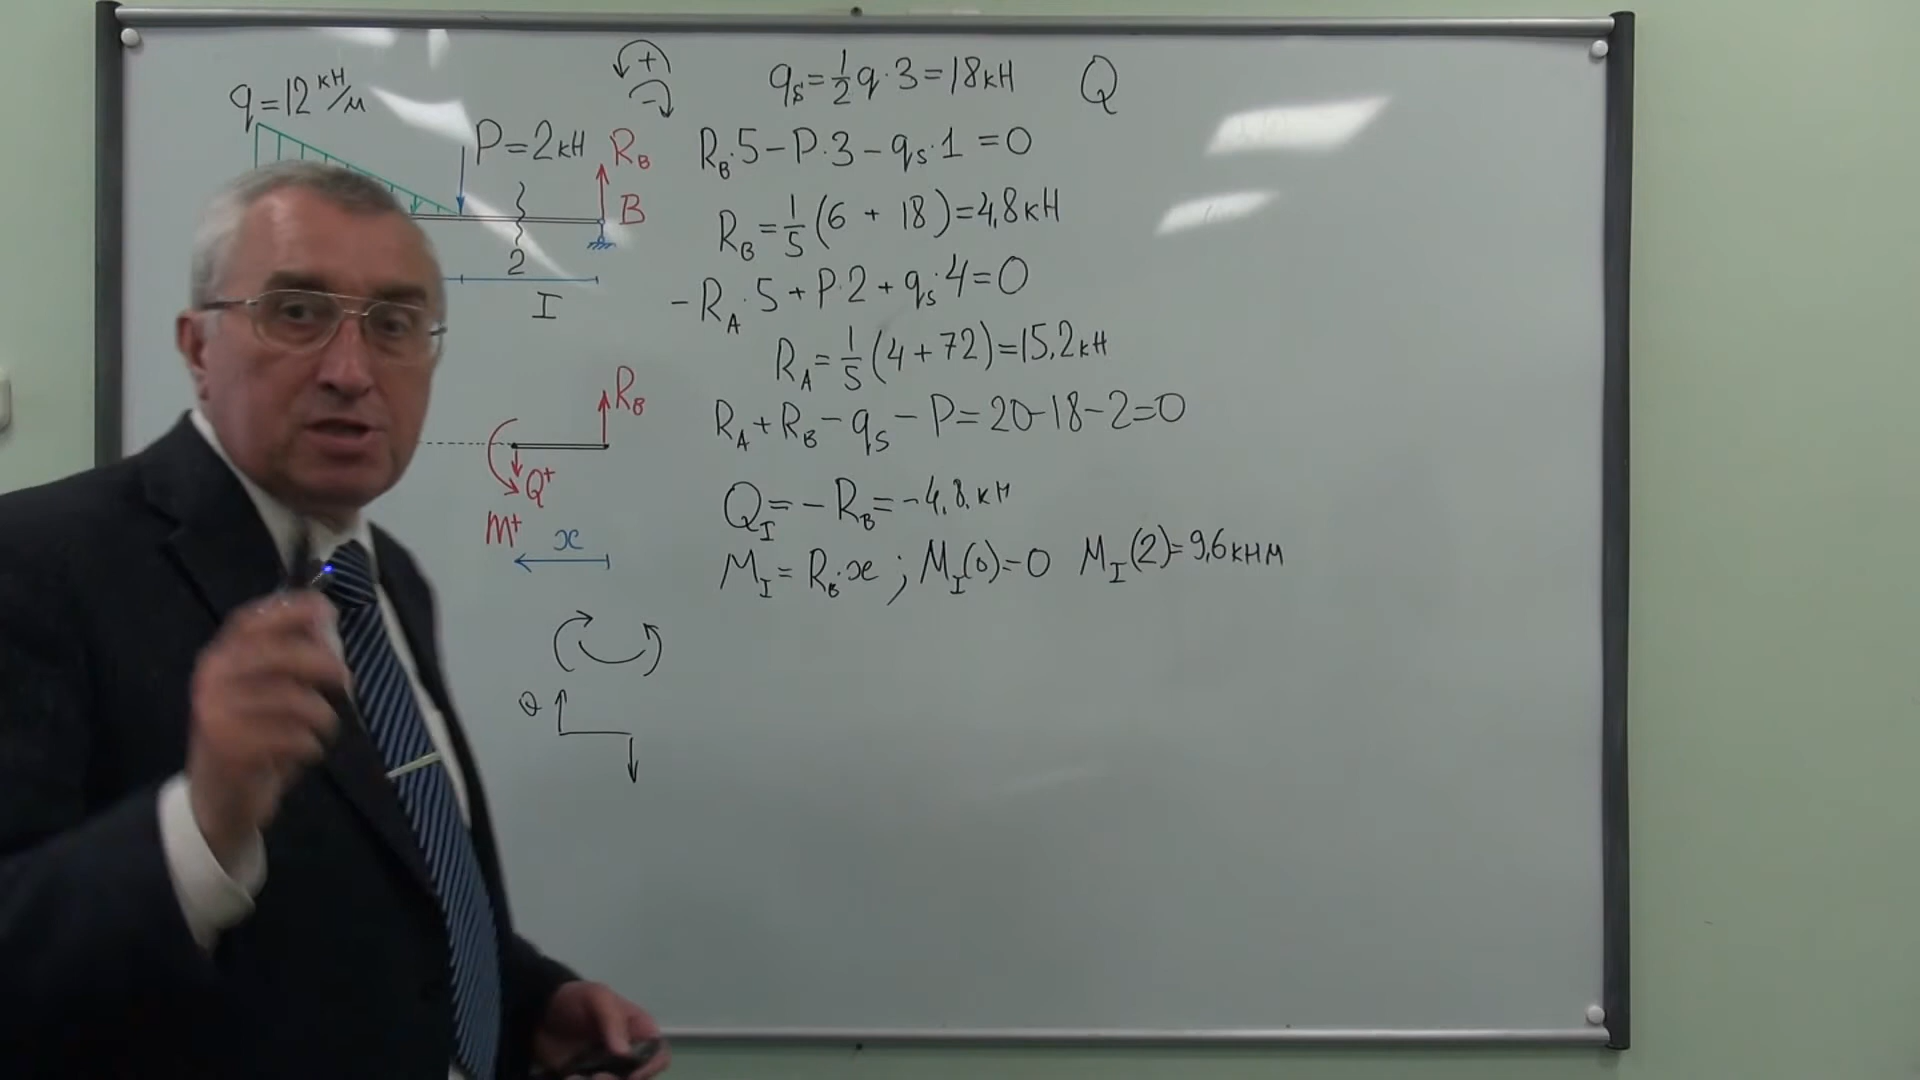 q=12 кН/м
P=2кН
R_B
B
2
I
+
-
q_s=1/2 q·3=18кН
Q
R_B·5-P·3-q_s·1=0
R_B=1/5(6+18)=4,8кН
-R_A·5+P·2+q_s·4=0
R_A=1/5(4+72)=15,2кН
R_A+R_B-q_s-P=20-18-2=0
R_B
Q+
M+
x
Q_I=-R_B=-4.8.кН
M_I=R_B·x; M_I(0)=0 M_I(2)=9,6кНм
Q